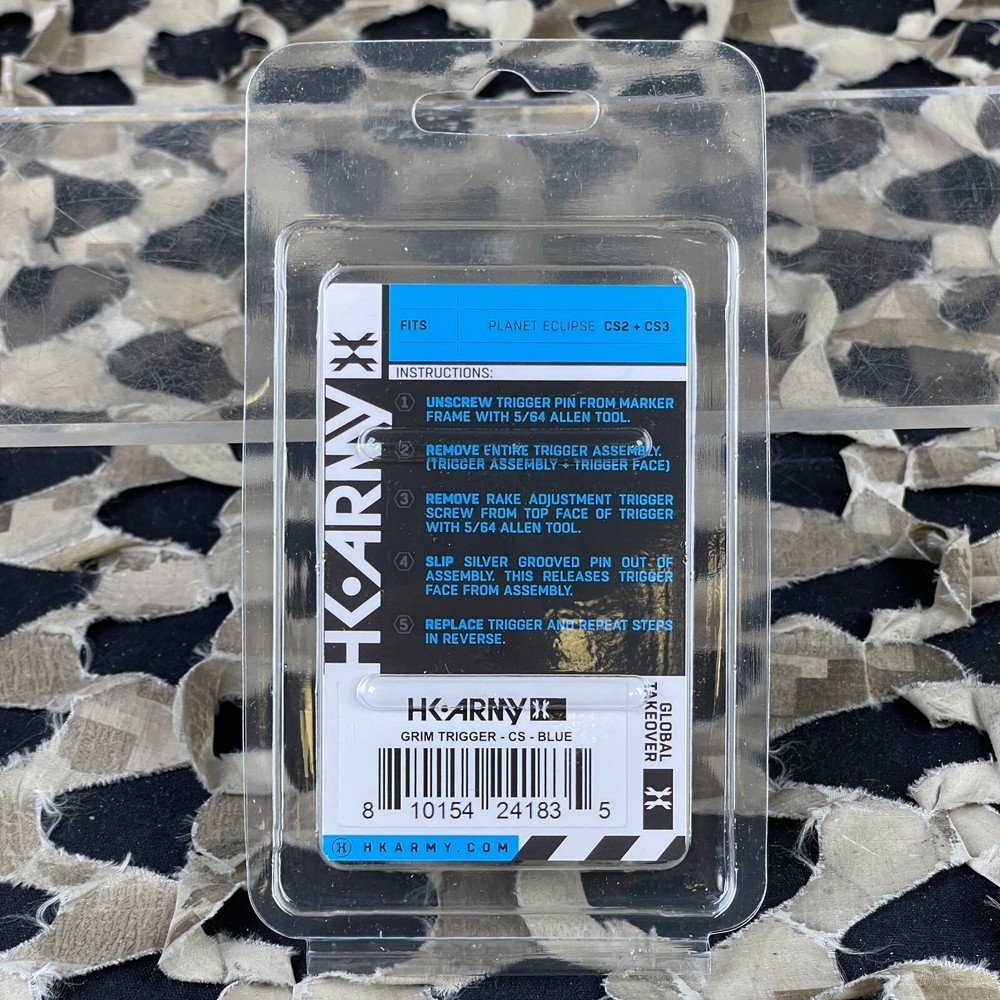 FITS
PLANET ECLIPSE CS2 + CS3
INSTRUCTIONS:
1 UNSCREW TRIGGER PIN FROM MARKER
FRAME WITH 5/64 ALLEN TOOL.
2 REMOVE ENTIRE TRIGGER ASSEMBLY.
(TRIGGER ASSEMBLY + TRIGGER FACE)
3 REMOVE RAKE ADJUSTMENT TRIGGER
SCREW FROM TOP FACE OF TRIGGER
WITH 5/64 ALLEN TOOL.
4 SLIP SILVER GROOVED PIN OUT OF
ASSEMBLY. THIS RELEASES TRIGGER
FACE FROM ASSEMBLY.
5 REPLACE TRIGGER AND REPEAT STEPS
IN REVERSE.
HK·ARMY
HK·ARMY
GRIM TRIGGER - CS - BLUE
8 10154 24183 5
GLOBAL
TAKEOVER
HKARMY.COM